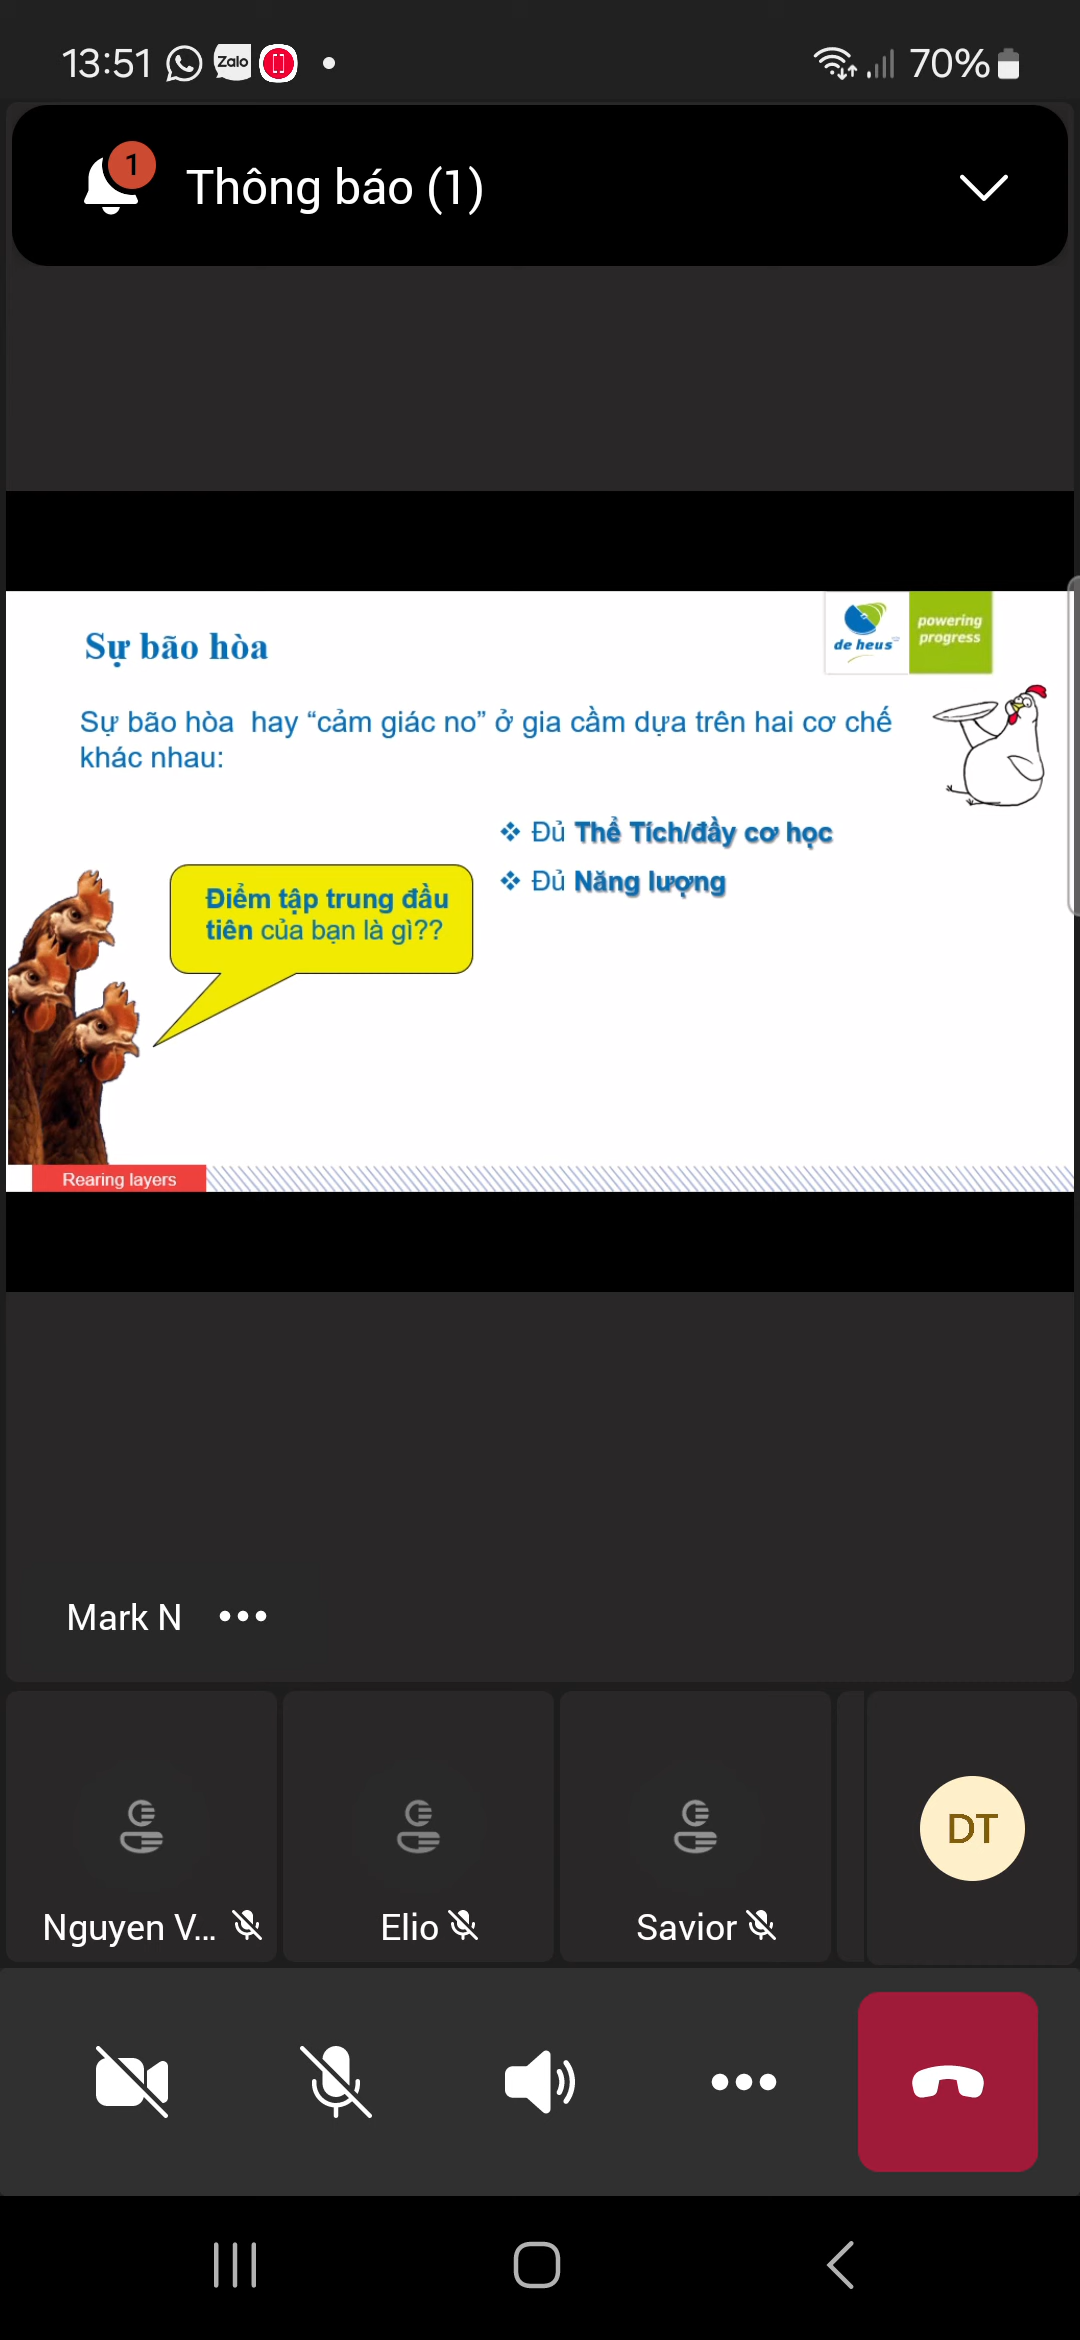 13:51
Zalo
70%
1
Thông báo (1)
Sự bão hòa
de heus
powering
progress
Sự bão hòa hay “cảm giác no” ở gia cầm dựa trên hai cơ chế
khác nhau:
❖ Đủ Thể Tích/đầy cơ học
❖ Đủ Năng lượng
Điểm tập trung đầu
tiên của bạn là gì??
Rearing layers
Mark N
Nguyen V...
Elio
Savior
DT